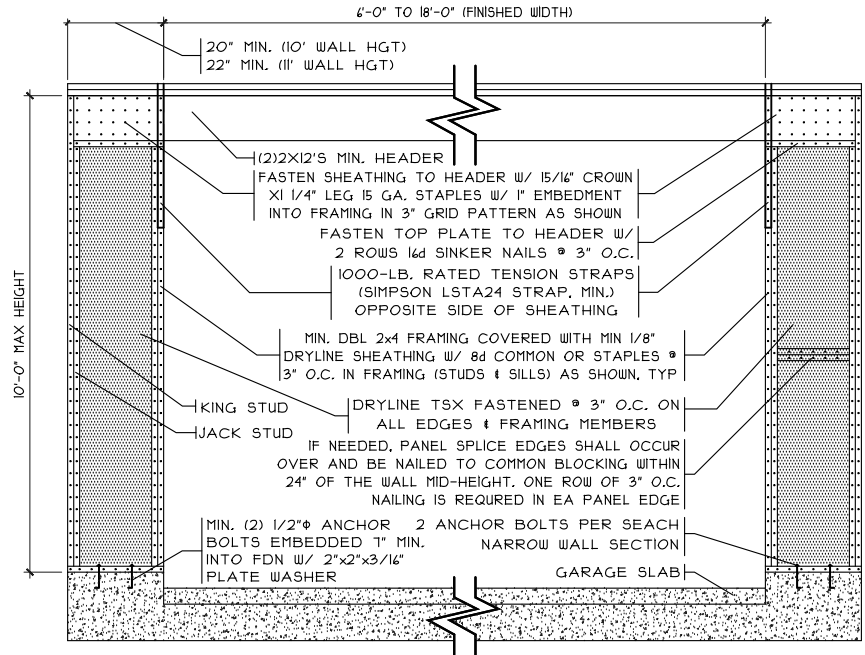 6'-0" TO 18'-0" (FINISHED WIDTH)
20" MIN. (10' WALL HGT)
22" MIN. (11' WALL HGT)
(2)2X12'S MIN. HEADER
FASTEN SHEATHING TO HEADER W/ 15/16" CROWN
X1 1/4" LEG 15 GA. STAPLES W/ 1" EMBEDMENT
INTO FRAMING IN 3" GRID PATTERN AS SHOWN
FASTEN TOP PLATE TO HEADER W/
2 ROWS 16d SINKER NAILS @ 3" O.C.
1000-LB. RATED TENSION STRAPS
(SIMPSON LSTA24 STRAP, MIN.)
OPPOSITE SIDE OF SHEATHING
10'-0" MAX HEIGHT
MIN. DBL 2x4 FRAMING COVERED WITH MIN 1/8"
DRYLINE SHEATHING W/ 8d COMMON OR STAPLES @
3" O.C. IN FRAMING (STUDS & SILLS) AS SHOWN, TYP
KING STUD
JACK STUD
DRYLINE TSX FASTENED @ 3" O.C. ON
ALL EDGES & FRAMING MEMBERS
IF NEEDED, PANEL SPLICE EDGES SHALL OCCUR
OVER AND BE NAILED TO COMMON BLOCKING WITHIN
24" OF THE WALL MID-HEIGHT. ONE ROW OF 3" O.C.
NAILING IS REQURED IN EA PANEL EDGE
MIN. (2) 1/2"ϕ ANCHOR
BOLTS EMBEDDED 7" MIN.
INTO FDN W/ 2"x2"x3/16"
PLATE WASHER
2 ANCHOR BOLTS PER SEACH
NARROW WALL SECTION
GARAGE SLAB